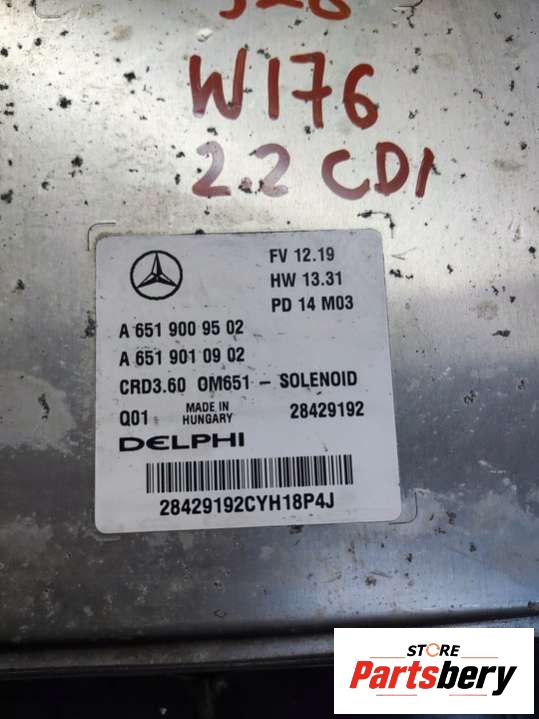 W176
2.2 CDI
FV 12.19
HW 13.31
PD 14 M03
A 651 900 95 02
A 651 901 09 02
CRD3.60 OM651 - SOLENOID
Q01 MADE IN HUNGARY 28429192
DELPHI
28429192CYH18P4J
STORE
Partsbery